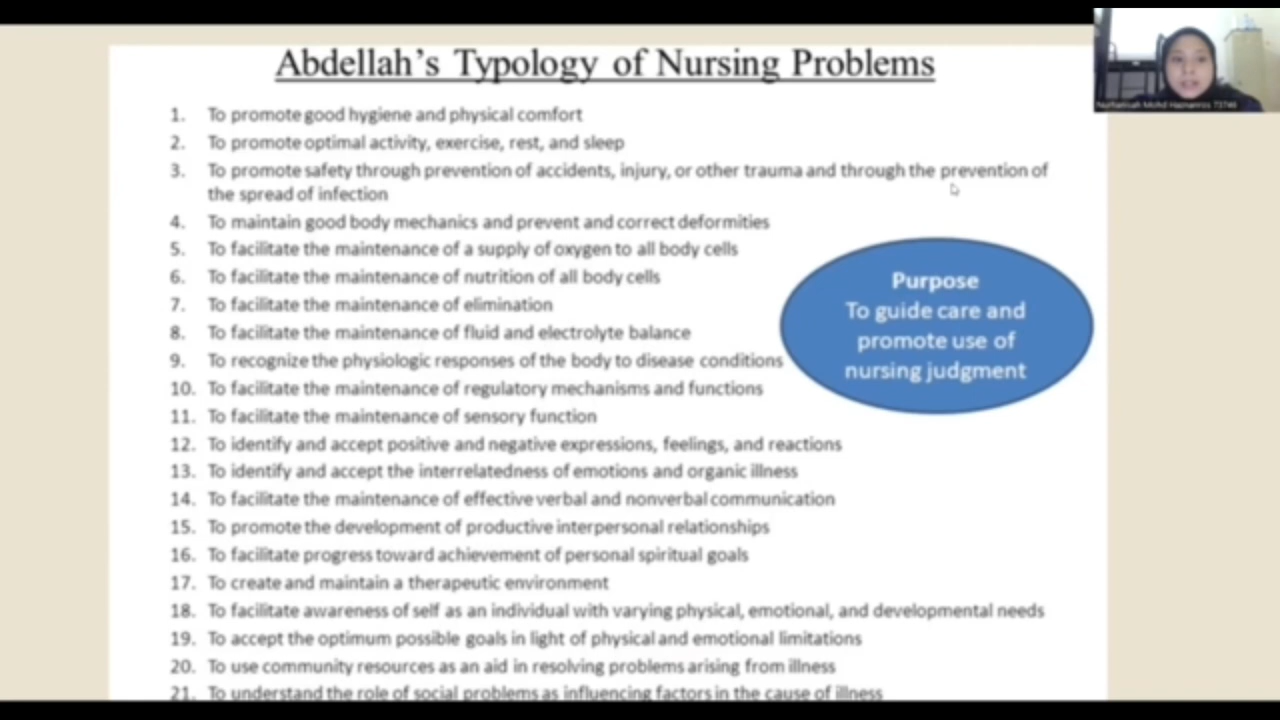 Abdellah's Typology of Nursing Problems
1. To promote good hygiene and physical comfort
2. To promote optimal activity, exercise, rest, and sleep
3. To promote safety through prevention of accidents, injury, or other trauma and through the prevention of
the spread of infection
4. To maintain good body mechanics and prevent and correct deformities
5. To facilitate the maintenance of a supply of oxygen to all body cells
6. To facilitate the maintenance of nutrition of all body cells
7. To facilitate the maintenance of elimination
8. To facilitate the maintenance of fluid and electrolyte balance
9. To recognize the physiologic responses of the body to disease conditions
10. To facilitate the maintenance of regulatory mechanisms and functions
11. To facilitate the maintenance of sensory function
12. To identify and accept positive and negative expressions, feelings, and reactions
13. To identify and accept the interrelatedness of emotions and organic illness
14. To facilitate the maintenance of effective verbal and nonverbal communication
15. To promote the development of productive interpersonal relationships
16. To facilitate progress toward achievement of personal spiritual goals
17. To create and maintain a therapeutic environment
18. To facilitate awareness of self as an individual with varying physical, emotional, and developmental needs
19. To accept the optimum possible goals in light of physical and emotional limitations
20. To use community resources as an aid in resolving problems arising from illness
21. To understand the role of social problems as influencing factors in the cause of illness
Purpose
To guide care and
promote use of
nursing judgment
Mohd